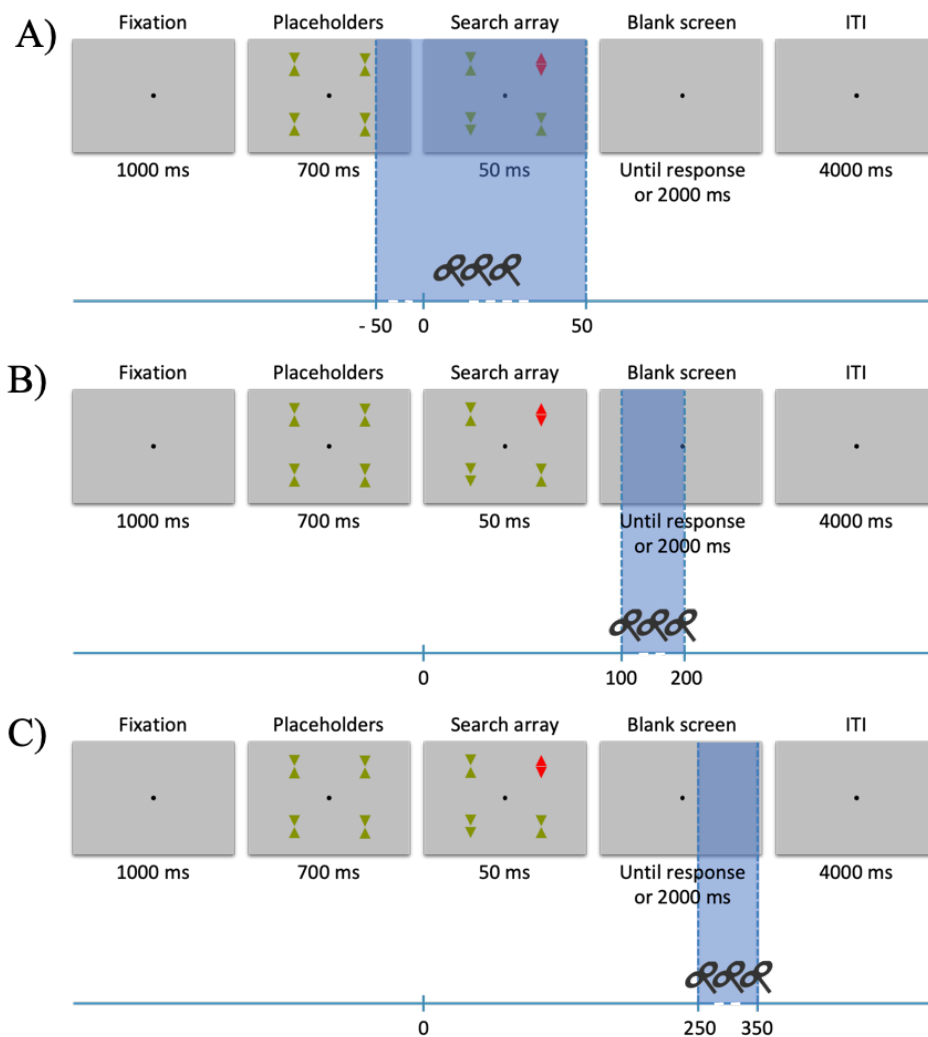 A)
Fixation Placeholders Search array Blank screen ITI
1000 ms 700 ms 50 ms Until response 4000 ms
or 2000 ms
- 50 0 50
B)
Fixation Placeholders Search array Blank screen ITI
1000 ms 700 ms 50 ms Until response 4000 ms
or 2000 ms
0 100 200
C)
Fixation Placeholders Search array Blank screen ITI
1000 ms 700 ms 50 ms Until response 4000 ms
or 2000 ms
0 250 350